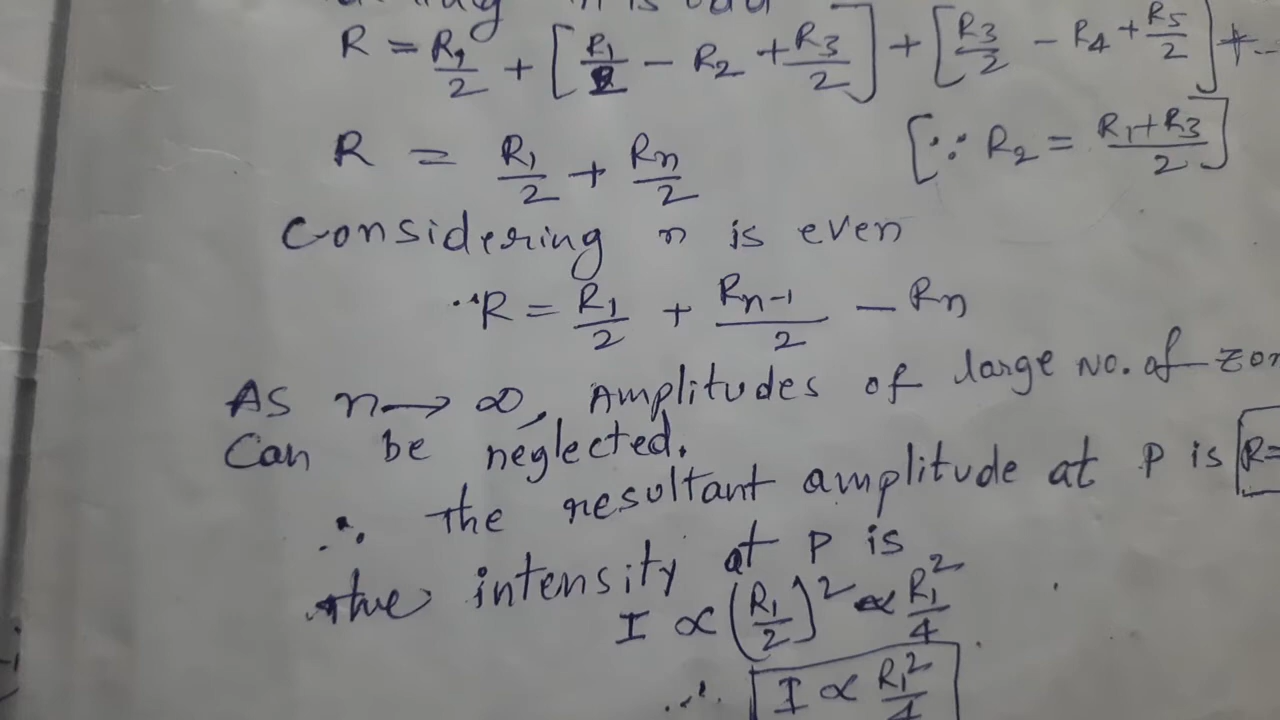 n is odd
R = R₁/2 + [R₁/2 − R₂ + R₃/2] + [R₃/2 − R₄ + R₅/2] + ...
R = R₁/2 + Rn/2 [∵ R₂ = (R₁+R₃)/2]
Considering n is even
R = R₁/2 + Rn-1/2 − Rn
As n → ∞, Amplitudes of large No. of
Can be neglected.
∴ the resultant amplitude at P is R=
the intensity at P is
I ∝ (R₁/2)² ∝ R₁²/4
∴ I ∝ R₁²/4